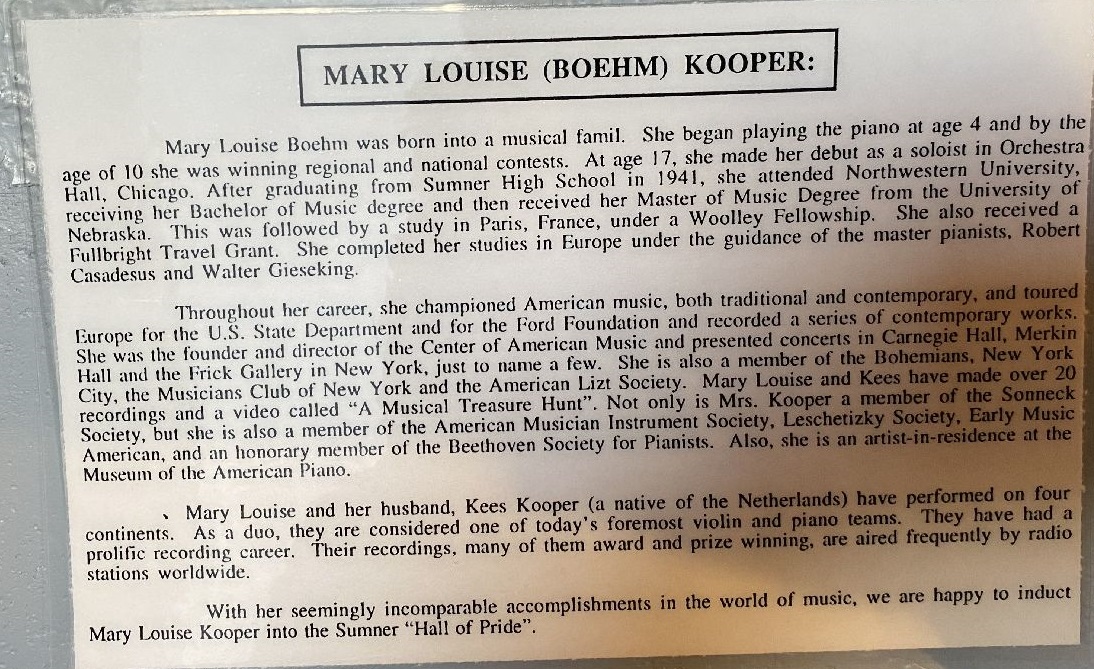 MARY LOUISE (BOEHM) KOOPER:
Mary Louise Boehm was born into a musical famil. She began playing the piano at age 4 and by the
age of 10 she was winning regional and national contests. At age 17, she made her debut as a soloist in Orchestra
Hall, Chicago. After graduating from Sumner High School in 1941, she attended Northwestern University,
receiving her Bachelor of Music degree and then received her Master of Music Degree from the University of
Nebraska. This was followed by a study in Paris, France, under a Woolley Fellowship. She also received a
Fullbright Travel Grant. She completed her studies in Europe under the guidance of the master pianists, Robert
Casadesus and Walter Gieseking.
Throughout her career, she championed American music, both traditional and contemporary, and toured
Europe for the U.S. State Department and for the Ford Foundation and recorded a series of contemporary works.
She was the founder and director of the Center of American Music and presented concerts in Carnegie Hall, Merkin
Hall and the Frick Gallery in New York, just to name a few. She is also a member of the Bohemians, New York
City, the Musicians Club of New York and the American Lizt Society. Mary Louise and Kees have made over 20
recordings and a video called “A Musical Treasure Hunt”. Not only is Mrs. Kooper a member of the Sonneck
Society, but she is also a member of the American Musician Instrument Society, Leschetizky Society, Early Music
American, and an honorary member of the Beethoven Society for Pianists. Also, she is an artist-in-residence at the
Museum of the American Piano.
Mary Louise and her husband, Kees Kooper (a native of the Netherlands) have performed on four
continents. As a duo, they are considered one of today’s foremost violin and piano teams. They have had a
prolific recording career. Their recordings, many of them award and prize winning, are aired frequently by radio
stations worldwide.
With her seemingly incomparable accomplishments in the world of music, we are happy to induct
Mary Louise Kooper into the Sumner “Hall of Pride”.